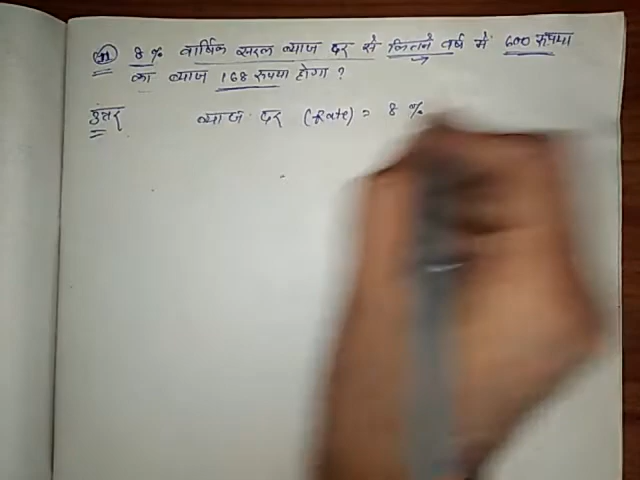 8 % वार्षिक सरल ब्याज दर से कितने वर्ष में 600 रुपया
का ब्याज 168 रुपया होगा ?
उत्तर ब्याज दर (Rate) = 8 %